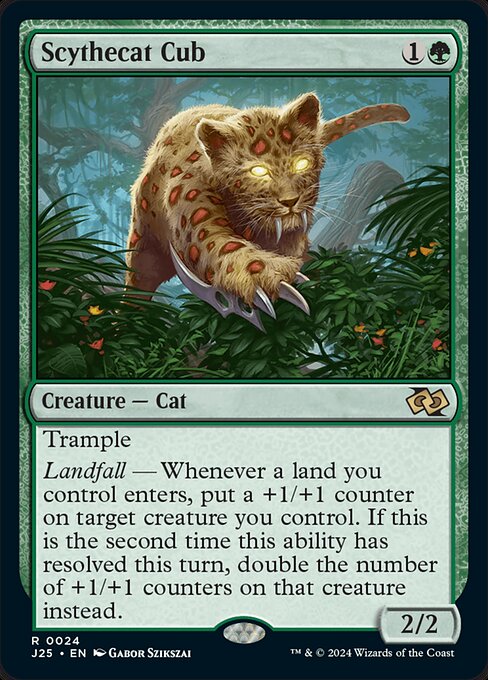 Scythecat Cub 1
Creature — Cat
Trample
Landfall — Whenever a land you
control enters, put a +1/+1 counter
on target creature you control. If this
is the second time this ability has
resolved this turn, double the number
of +1/+1 counters on that creature
instead.
2/2
R 0024
J25 • EN GABOR SZIKSZAI
™ & © 2024 Wizards of the Coast